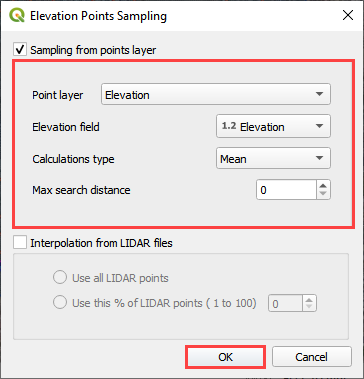 Elevation Points Sampling
Sampling from points layer
Point layer Elevation
Elevation field 1.2 Elevation
Calculations type Mean
Max search distance 0
Interpolation from LIDAR files
Use all LIDAR points
Use this % of LIDAR points ( 1 to 100) 0
OK Cancel